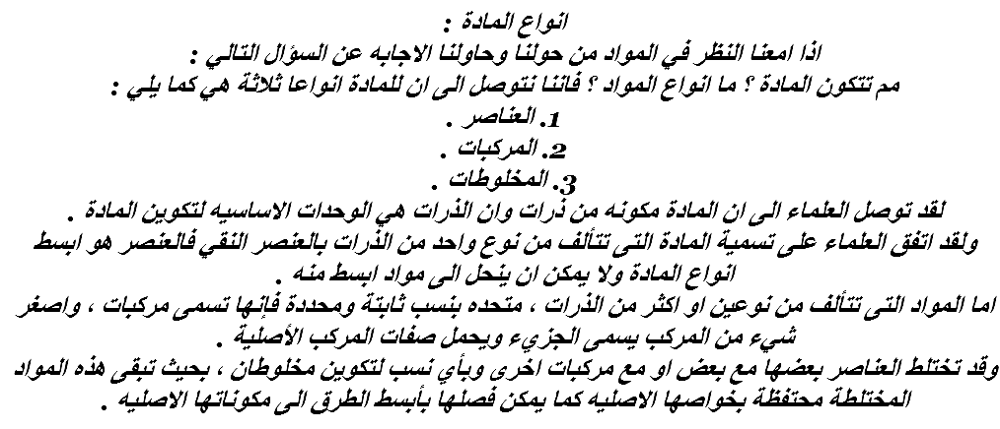 انواع المادة :
اذا امعنا النظر في المواد من حولنا وحاولنا الاجابه عن السؤال التالي :
مم تتكون المادة ؟ ما انواع المواد ؟ فاننا نتوصل الى ان للمادة انواعا ثلاثة هي كما يلي :
1. العناصر .
2. المركبات .
3. المخلوطات .
لقد توصل العلماء الى ان المادة مكونه من ذرات وان الذرات هي الوحدات الاساسيه لتكوين المادة .
ولقد اتفق العلماء على تسمية المادة التى تتألف من نوع واحد من الذرات بالعنصر النقي فالعنصر هو ابسط
انواع المادة ولا يمكن ان ينحل الى مواد ابسط منه .
اما المواد التى تتألف من نوعين او اكثر من الذرات ، متحده بنسب ثابتة ومحددة فإنها تسمى مركبات ، واصغر
شيء من المركب يسمى الجزيء ويحمل صفات المركب الأصلية .
وقد تختلط العناصر بعضها مع بعض او مع مركبات اخرى وبأي نسب لتكوين مخلوطان ، بحيث تبقى هذه المواد
المختلطة محتفظة بخواصها الاصليه كما يمكن فصلها بأبسط الطرق الى مكوناتها الاصليه .